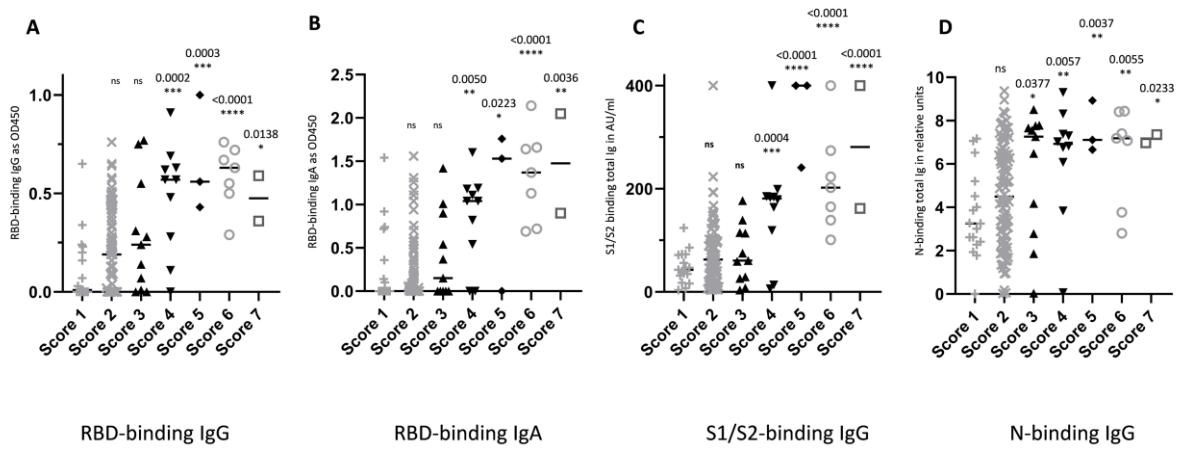 A
RBD-binding IgG as OD450
1.0
0.5
0.0
ns
ns
0.0002
***
0.0003
***
<0.0001
****
0.0138
*
Score 1
Score 2
Score 3
Score 4
Score 5
Score 6
Score 7
RBD-binding IgG
B
RBD-binding IgA as OD450
2.5
2.0
1.5
1.0
0.5
0.0
ns
ns
0.0050
**
0.0223
*
<0.0001
****
0.0036
**
Score 1
Score 2
Score 3
Score 4
Score 5
Score 6
Score 7
RBD-binding IgA
C
S1/S2 binding total Ig in AU/ml
400
200
0
ns
ns
0.0004
***
<0.0001
****
<0.0001
****
<0.0001
****
Score 1
Score 2
Score 3
Score 4
Score 5
Score 6
Score 7
S1/S2-binding IgG
D
N-binding total Ig in relative units
10
8
6
4
2
0
ns
0.0377
*
0.0057
**
0.0037
**
0.0055
**
0.0233
*
Score 1
Score 2
Score 3
Score 4
Score 5
Score 6
Score 7
N-binding IgG